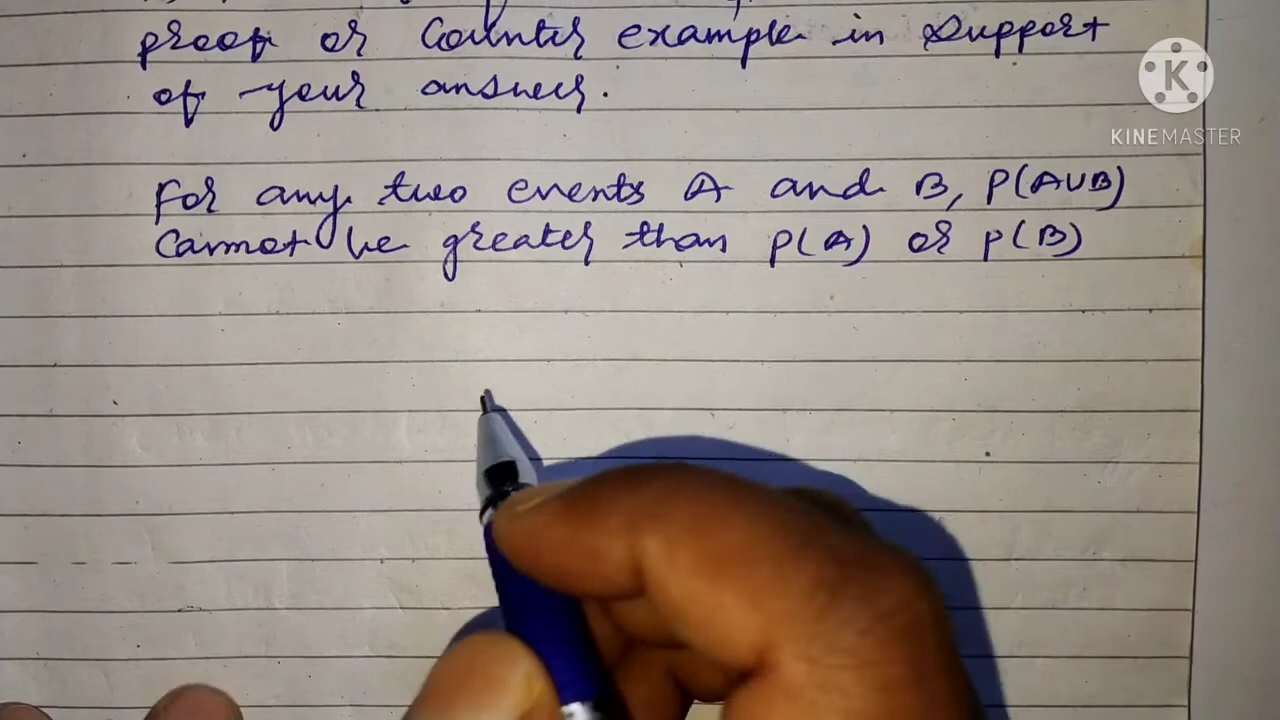 proof or Counter example in Support
of your answer.
K
KINEMASTER
For any two events A and B, P(A∪B)
Cannot be greater than P(A) or P(B)